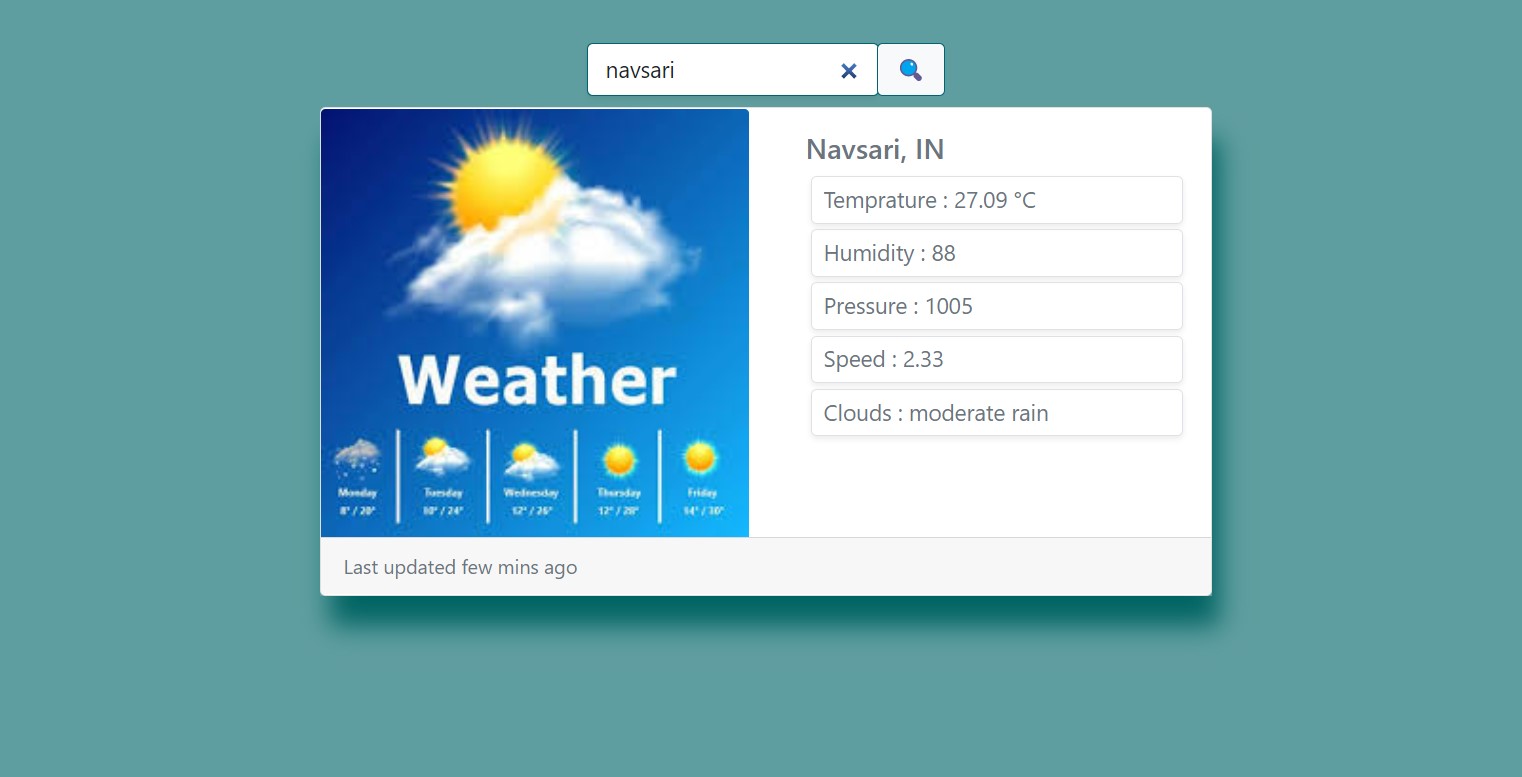 navsari
Navsari, IN
Temprature : 27.09 °C
Humidity : 88
Pressure : 1005
Speed : 2.33
Clouds : moderate rain
Weather
Monday Tuesday Wednesday Thursday Friday
8° / 20° 10° / 24° 12° / 26° 12° / 28° 14° / 30°
Last updated few mins ago